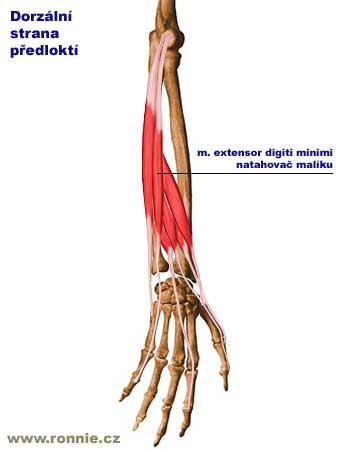 Dorzální
strana
předloktí
m. extensor digiti minimi
natahovač malíku
www.ronnie.cz